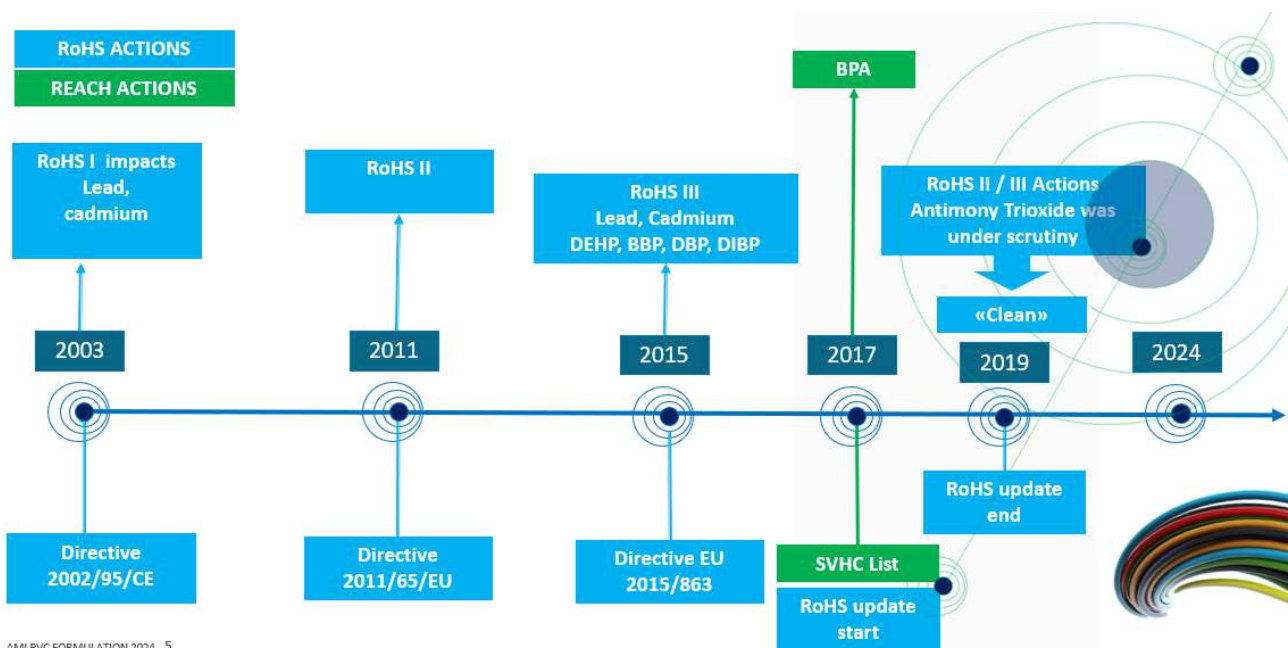 RoHS ACTIONS
REACH ACTIONS
BPA
RoHS I impacts
Lead,
cadmium
RoHS II
RoHS III
Lead, Cadmium
DEHP, BBP, DBP, DIBP
RoHS Ii / III Actions
Antimony Trioxide was
under scrutiny
«Clean»
2003
2011
2015
2017
2019
2024
Directive
2002/95/CE
Directive
2011/65/EU
Directive EU
2015/863
SVHC List
RoHS update
start
RoHS update
end
AMI PVC FORMULATION 2024 5